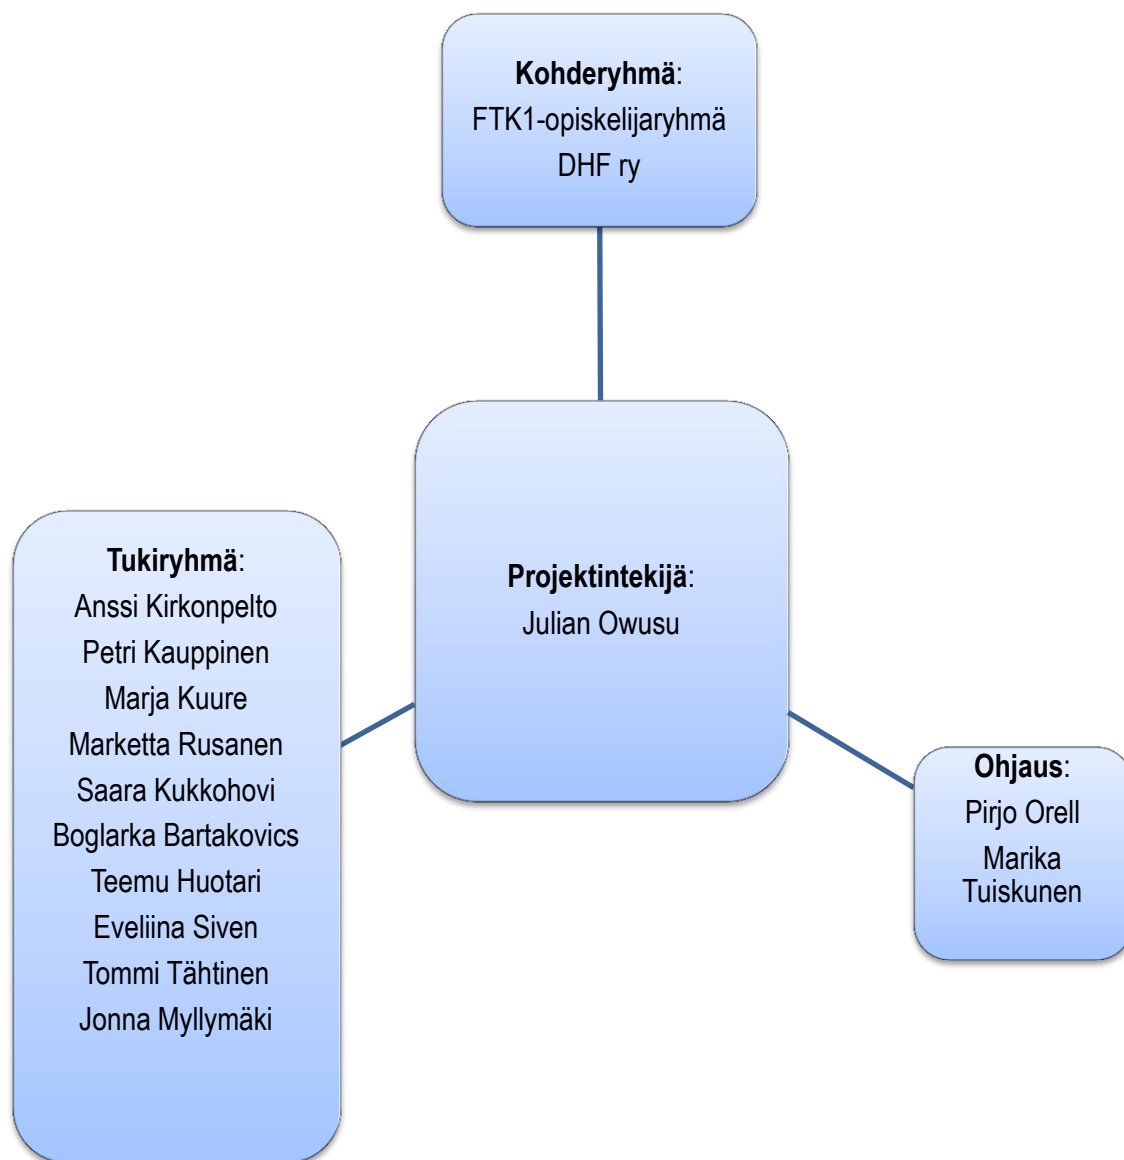 Kohderyhmä:
FTK1-opiskelijaryhmä
DHF ry
Projektintekijä:
Julian Owusu
Tukiryhmä:
Anssi Kirkonpelto
Petri Kauppinen
Marja Kuure
Marketta Rusanen
Saara Kukkohovi
Boglarka Bartakovics
Teemu Huotari
Eveliina Siven
Tommi Tähtinen
Jonna Myllymäki
Ohjaus:
Pirjo Orell
Marika
Tuiskunen